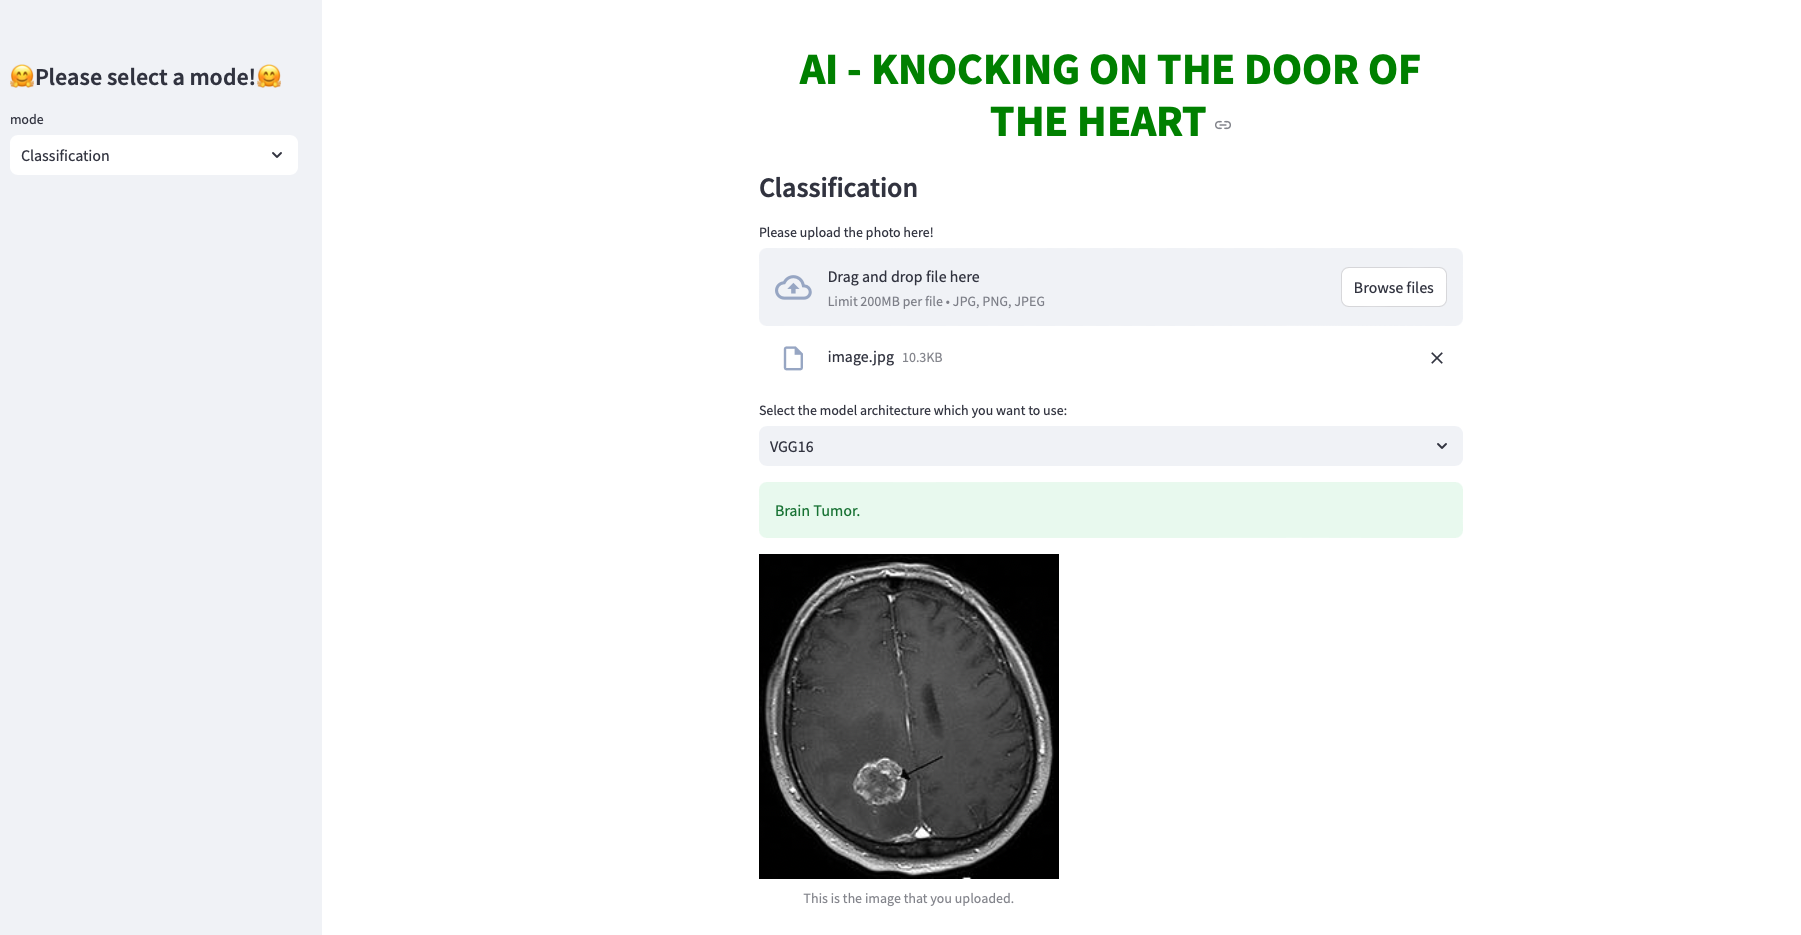 🤗Please select a mode!🤗
mode
Classification
AI - KNOCKING ON THE DOOR OF
THE HEART
Classification
Please upload the photo here!
Drag and drop file here
Limit 200MB per file • JPG, PNG, JPEG
Browse files
image.jpg 10.3KB
Select the model architecture which you want to use:
VGG16
Brain Tumor.
This is the image that you uploaded.